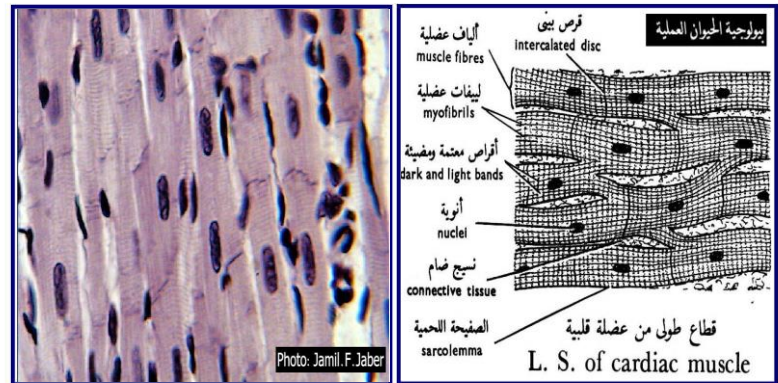 Photo: Jamil.F.Jaber
بيولوجية الحيوان العملية
قرص بينى
intercalated disc
ألياف عضلية
muscle fibres
لييفات عضلية
myofibrils
أقراص معتمة ومضيئة
dark and light bands
أنوية
nuclei
نسيج ضام
connective tissue
الصفيحة اللحمية
sarcolemma
قطاع طولى من عضلة قلبية
L. S. of cardiac muscle